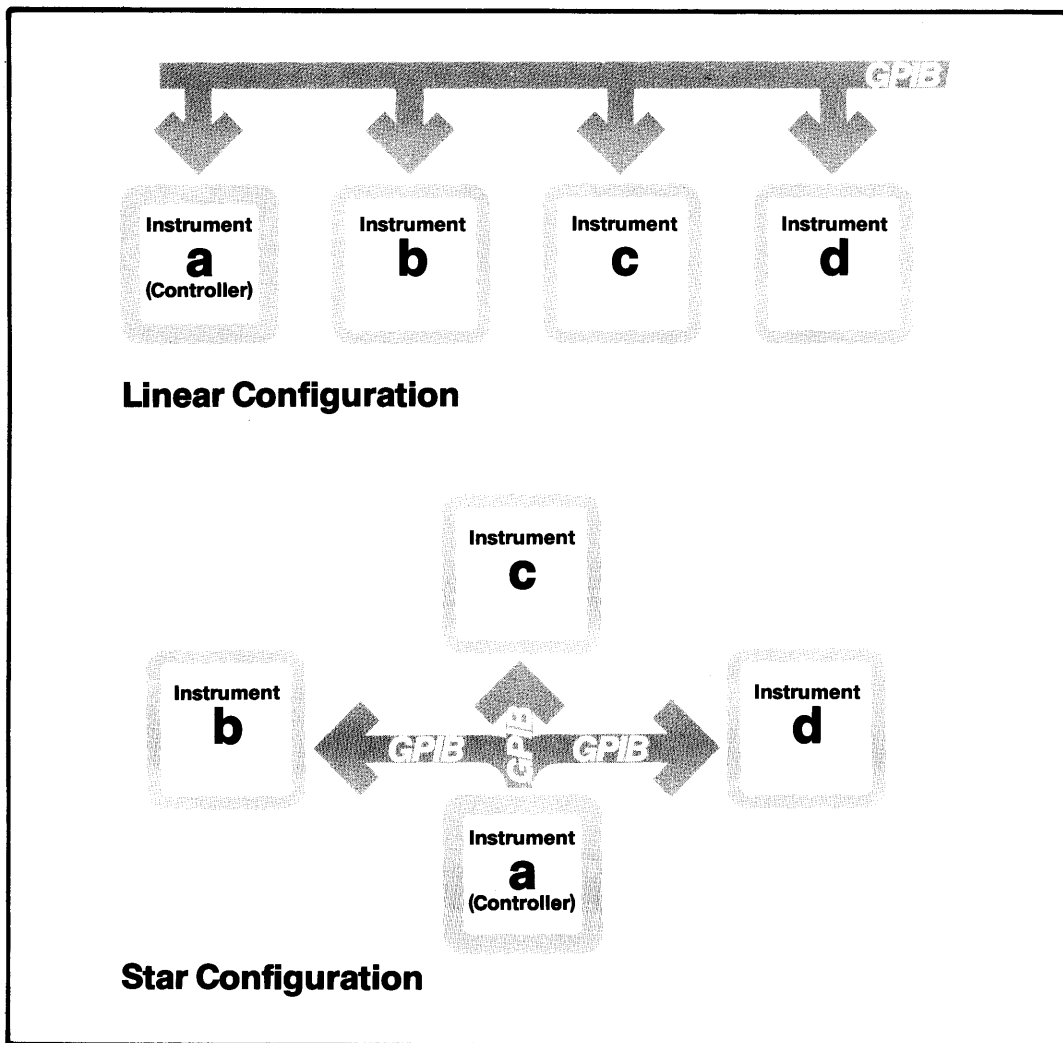 GPIB
Instrument
a
(Controller)
Instrument
b
Instrument
c
Instrument
d
Linear Configuration
Instrument
c
Instrument
b
GPIB
GPIB
GPIB
Instrument
d
Instrument
a
(Controller)
Star Configuration